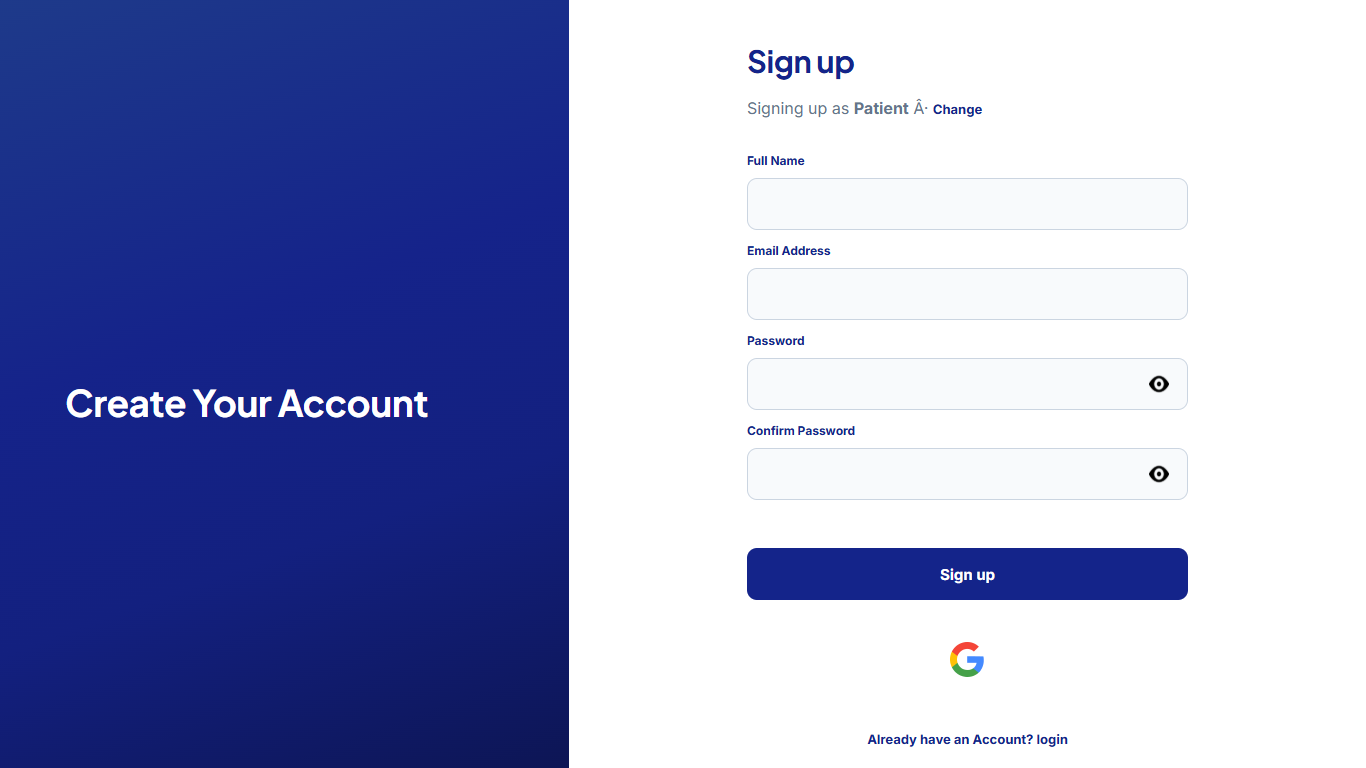 Create Your Account
Sign up
Signing up as Patient Â· Change
Full Name
Email Address
Password
Confirm Password
Sign up
Already have an Account? login